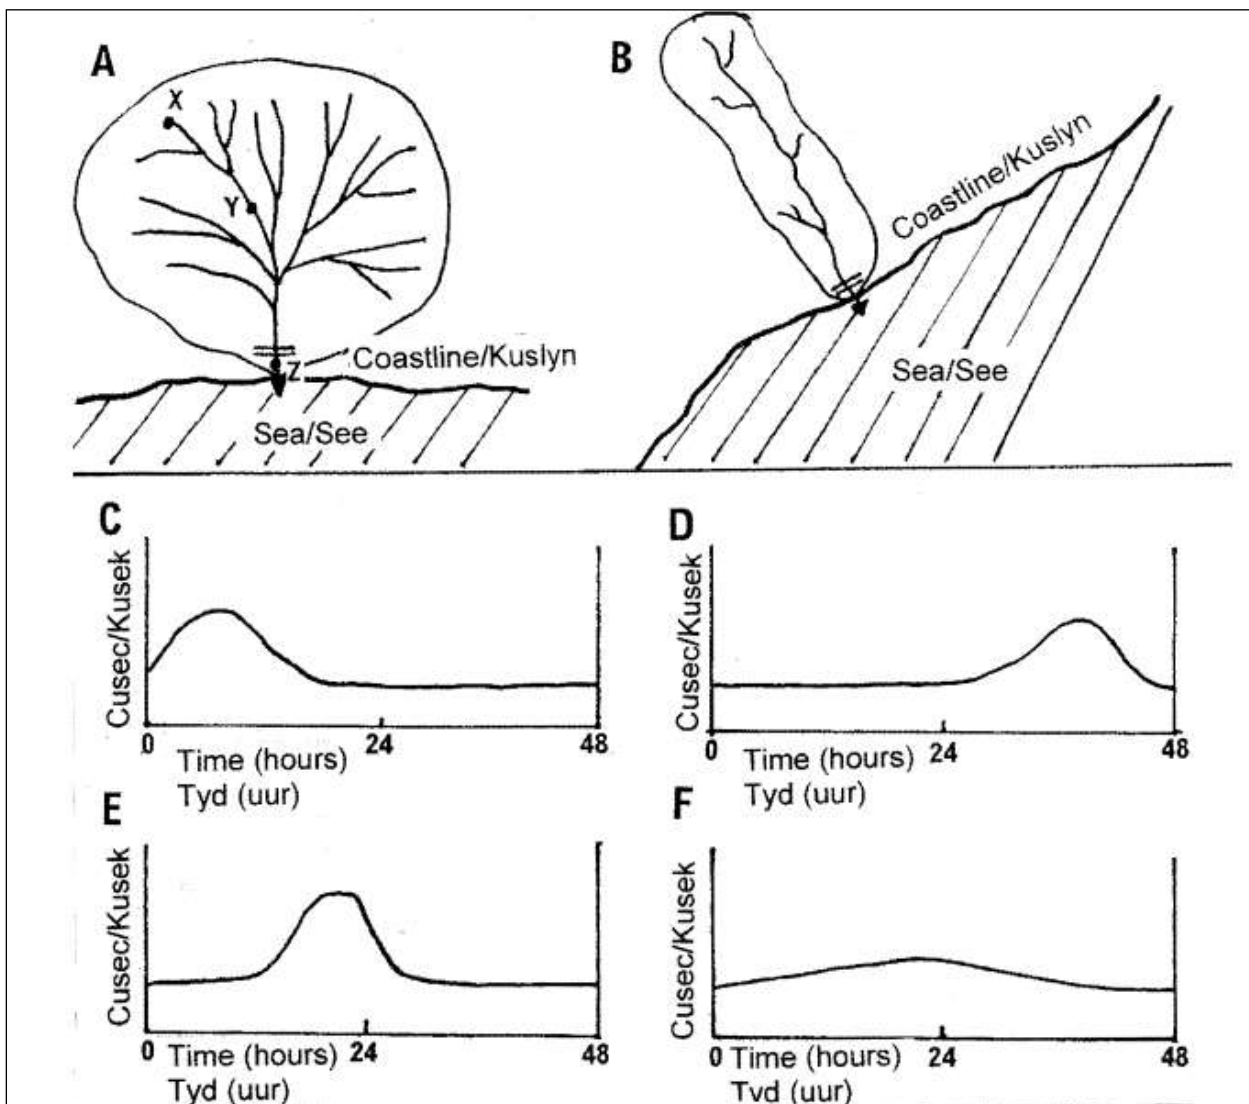 A
B
X
Y
Z
Coastline/Kuslyn
Sea/See
Coastline/Kuslyn
Sea/See
C
Cusec/Kusek
0
24
48
Time (hours)
Tyd (uur)
D
Cusec/Kusek
0
24
48
Time (hours)
Tyd (uur)
E
Cusec/Kusek
0
24
48
Time (hours)
Tyd (uur)
F
Cusec/Kusek
0
24
48
Time (hours)
Tyd (uur)